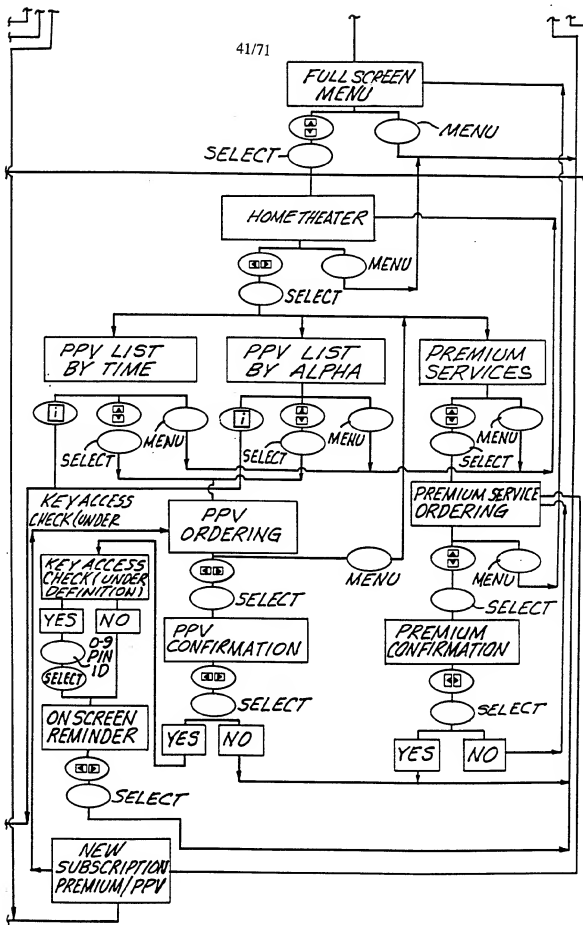 41/71
FULL SCREEN
MENU
MENU
SELECT
HOME THEATER
MENU
SELECT
PPV LIST
BY TIME
PPV LIST
BY ALPHA
PREMIUM
SERVICES
i
SELECT
MENU
i
SELECT
MENU
MENU
SELECT
KEY ACCESS
CHECK (UNDER
PPV
ORDERING
PREMIUM SERVICE
ORDERING
MENU
SELECT
KEY ACCESS
CHECK (UNDER
DEFINITION)
YES
NO
0-9
PIN
ID
SELECT
PPV
CONFIRMATION
SELECT
YES
NO
MENU
SELECT
PREMIUM
CONFIRMATION
SELECT
YES
NO
ON SCREEN
REMINDER
SELECT
NEW
SUBSCRIPTION
PREMIUM/PPV